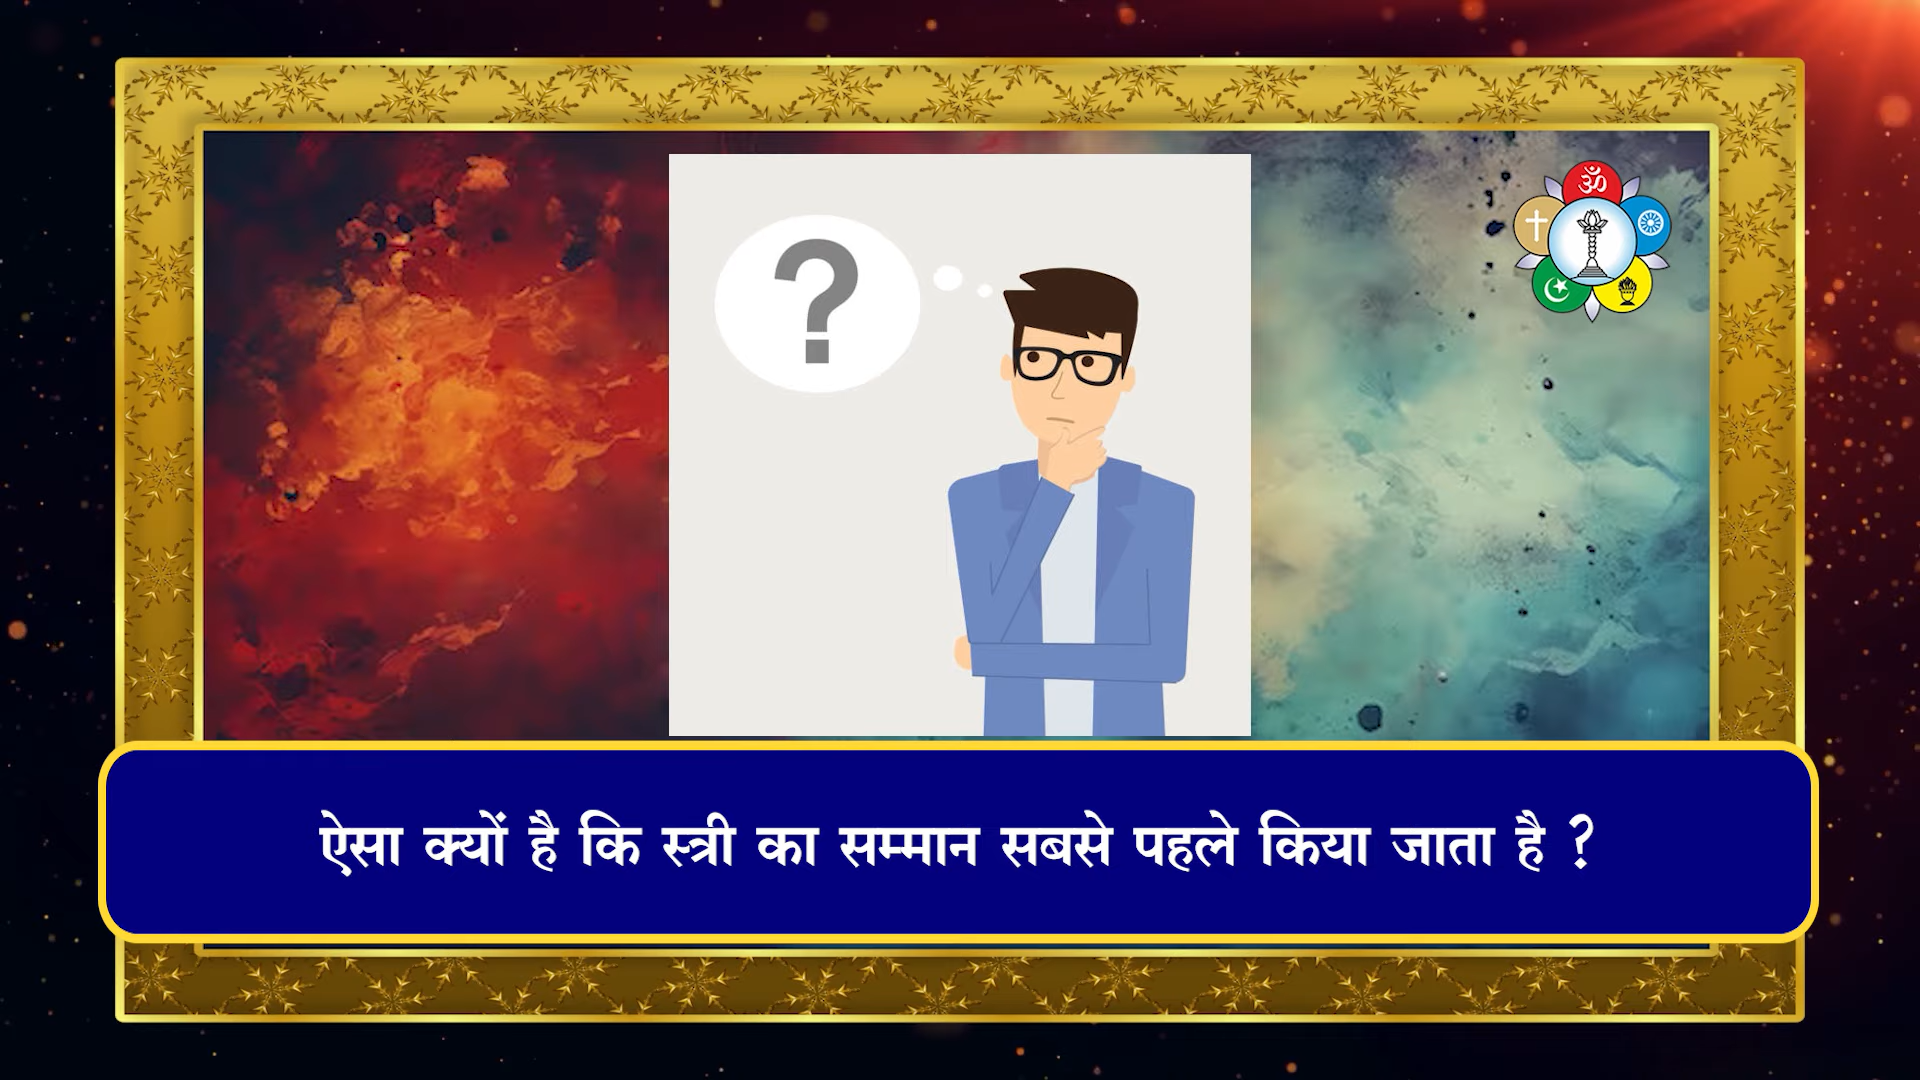 ?
ॐ
ऐसा क्यों है कि स्त्री का सम्मान सबसे पहले किया जाता है ?